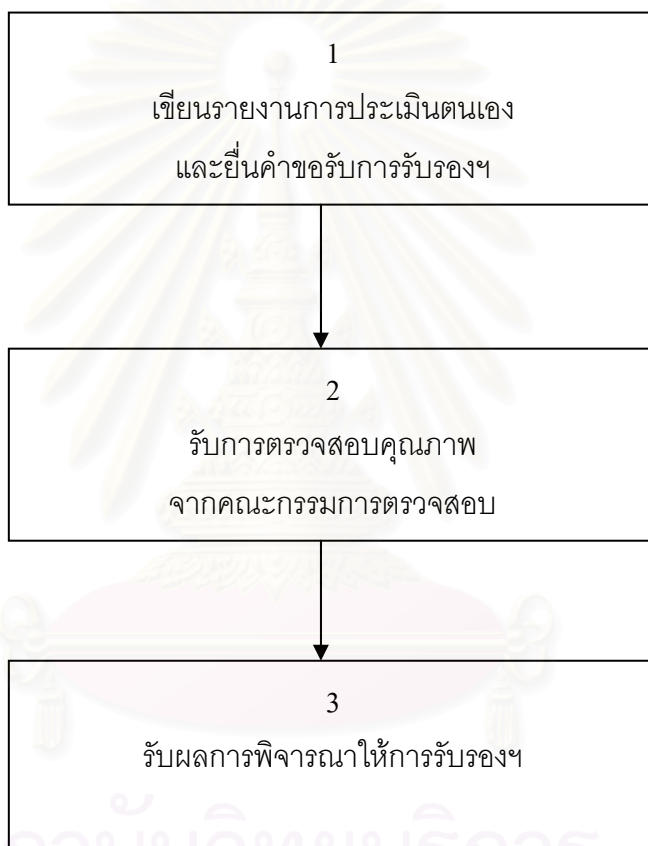 1
เขียนรายงานการประเมินตนเอง
และยื่นคำขอรับการรับรองฯ
2
รับการตรวจสอบคุณภาพ
จากคณะกรรมการตรวจสอบ
3
รับผลการพิจารณาให้การรับรองฯ